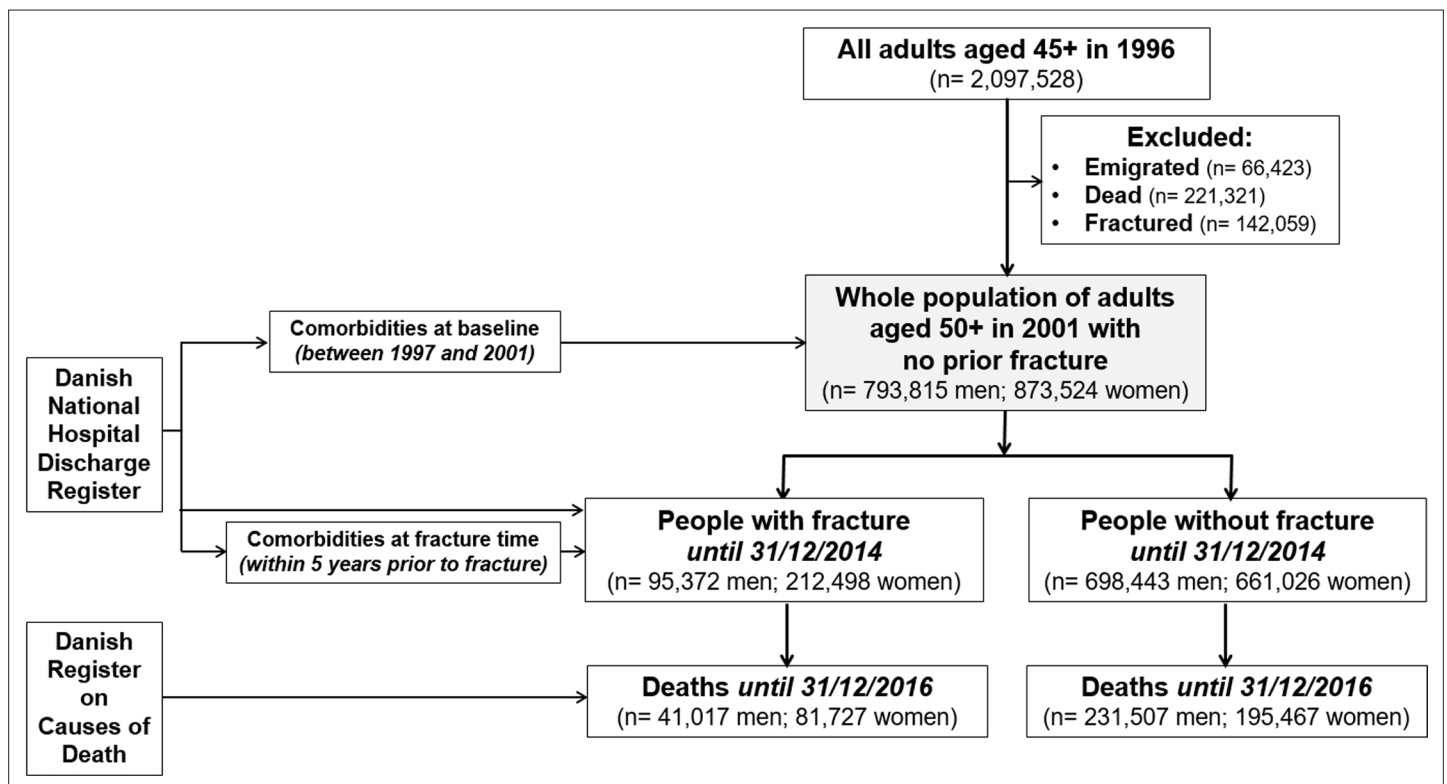 All adults aged 45+ in 1996
(n= 2,097,528)
Excluded:
• Emigrated (n= 66,423)
• Dead (n= 221,321)
• Fractured (n= 142,059)
Whole population of adults
aged 50+ in 2001 with
no prior fracture
(n= 793,815 men; 873,524 women)
Comorbidities at baseline
(between 1997 and 2001)
Danish
National
Hospital
Discharge
Register
Comorbidities at fracture time
(within 5 years prior to fracture)
People with fracture
until 31/12/2014
(n= 95,372 men; 212,498 women)
People without fracture
until 31/12/2014
(n= 698,443 men; 661,026 women)
Danish
Register
on
Causes of
Death
Deaths until 31/12/2016
(n= 41,017 men; 81,727 women)
Deaths until 31/12/2016
(n= 231,507 men; 195,467 women)